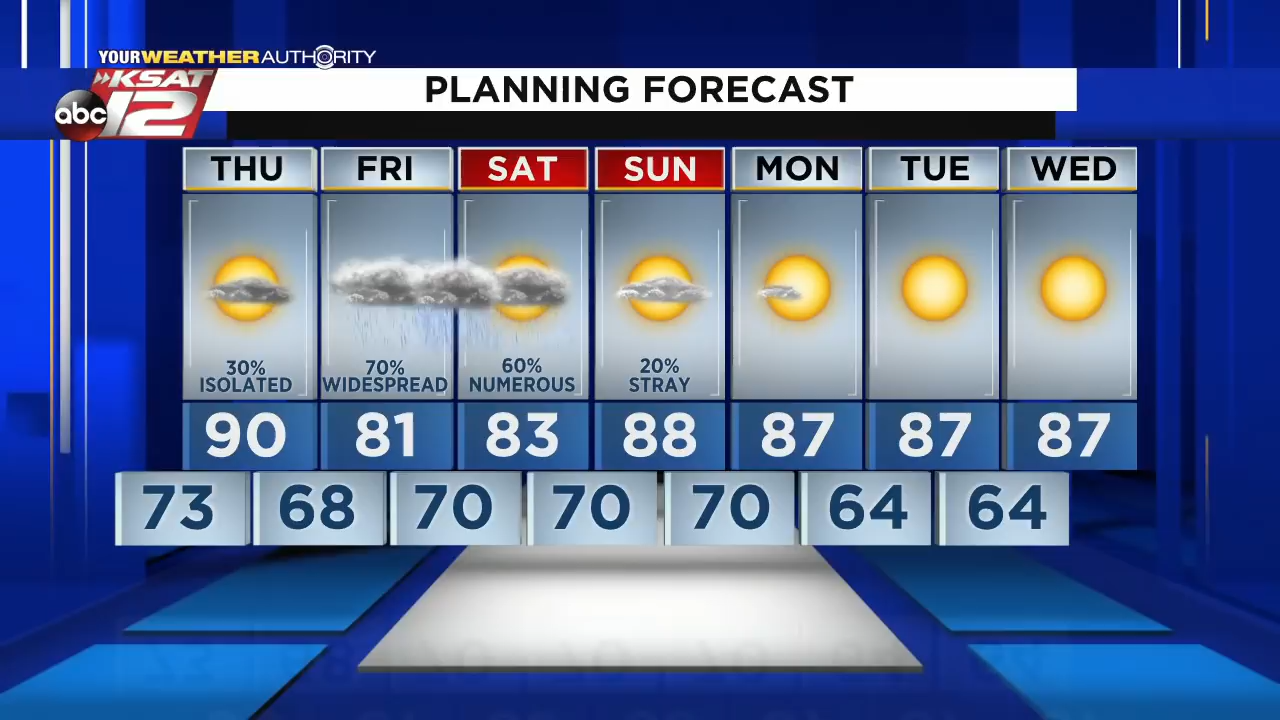 YOURWEATHERAUTHORITY
KSAT
abc 12
PLANNING FORECAST
THU FRI SAT SUN MON TUE WED
30% 70% 60% 20%
ISOLATED WIDESPREAD NUMEROUS STRAY
90 81 83 88 87 87 87
73 68 70 70 70 64 64